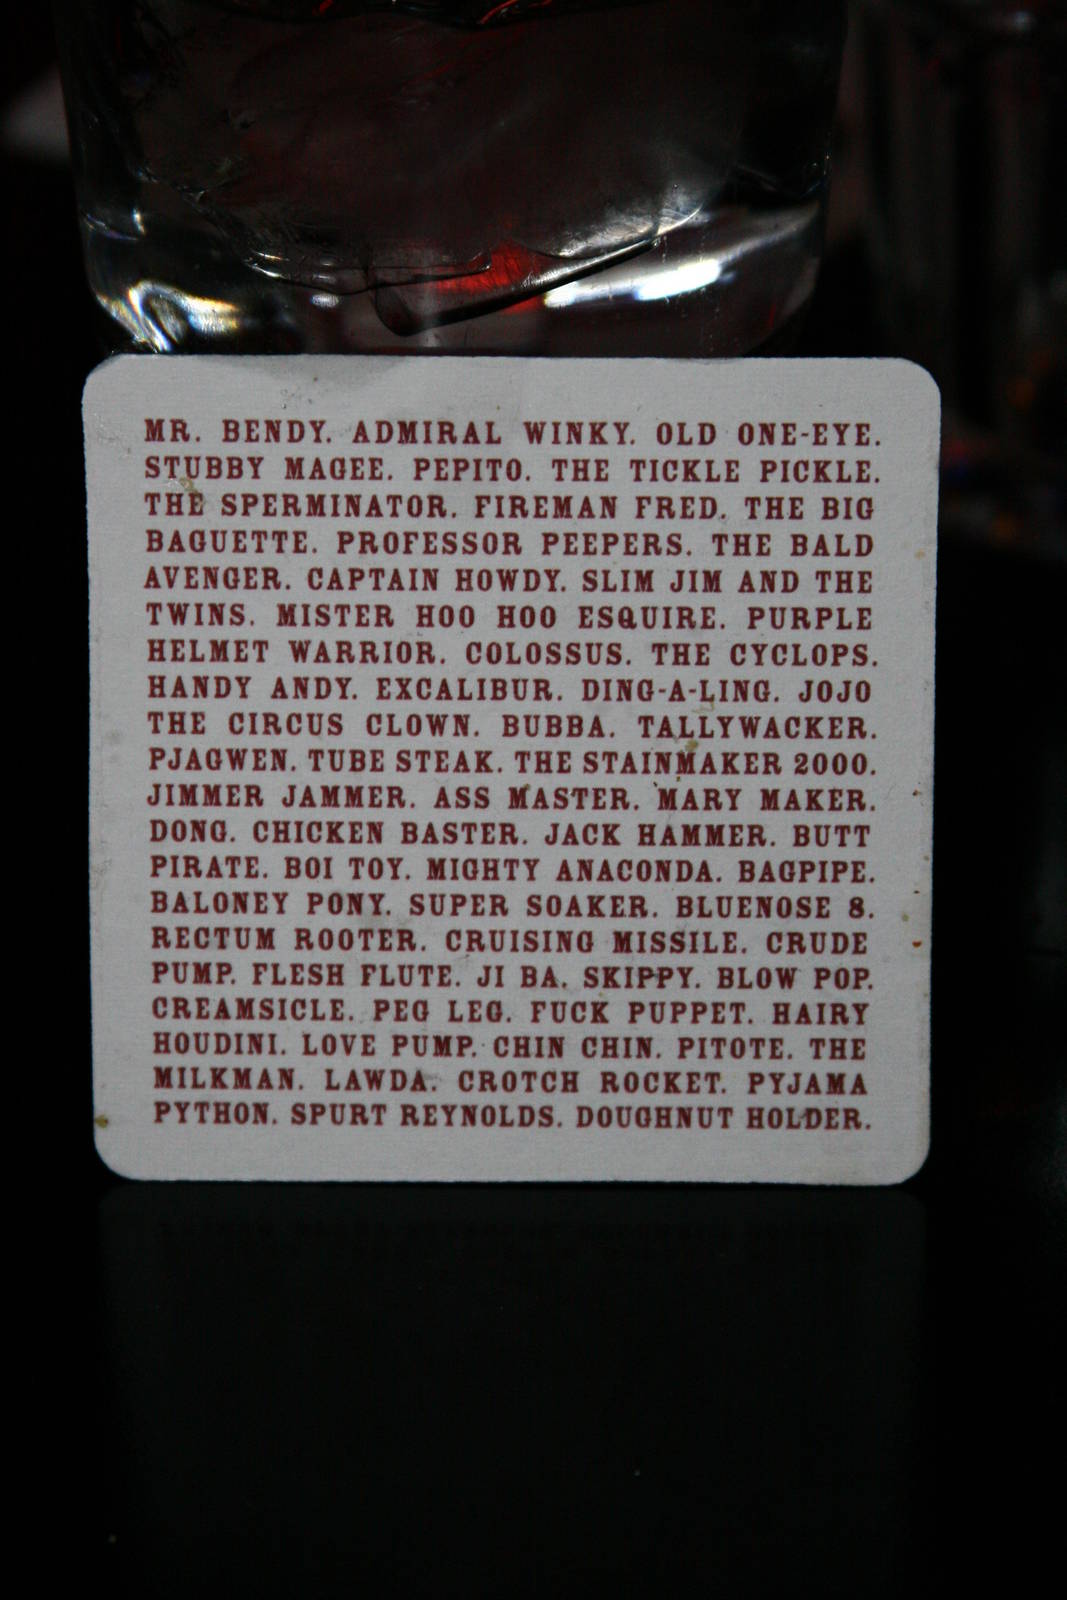 MR. BENDY. ADMIRAL WINKY. OLD ONE-EYE.
STUBBY MAGEE. PEPITO. THE TICKLE PICKLE.
THE SPERMINATOR. FIREMAN FRED. THE BIG
BAGUETTE. PROFESSOR PEEPERS. THE BALD
AVENGER. CAPTAIN HOWDY. SLIM JIM AND THE
TWINS. MISTER HOO HOO ESQUIRE. PURPLE
HELMET WARRIOR. COLOSSUS. THE CYCLOPS.
HANDY ANDY. EXCALIBUR. DING-A-LING. JOJO
THE CIRCUS CLOWN. BUBBA. TALLYWACKER.
PJAGWEN. TUBE STEAK. THE STAINMAKER 2000.
JIMMER JAMMER. ASS MASTER. MARY MAKER.
DONG. CHICKEN BASTER. JACK HAMMER. BUTT
PIRATE. BOI TOY. MIGHTY ANACONDA. BAGPIPE.
BALONEY PONY. SUPER SOAKER. BLUENOSE 8.
RECTUM ROOTER. CRUISING MISSILE. CRUDE
PUMP. FLESH FLUTE. JI BA. SKIPPY. BLOW POP.
CREAMSICLE. PEG LEG. FUCK PUPPET. HAIRY
HOUDINI. LOVE PUMP. CHIN CHIN. PITOTE. THE
MILKMAN. LAWDA. CROTCH ROCKET. PYJAMA
PYTHON. SPURT REYNOLDS. DOUGHNUT HOLDER.